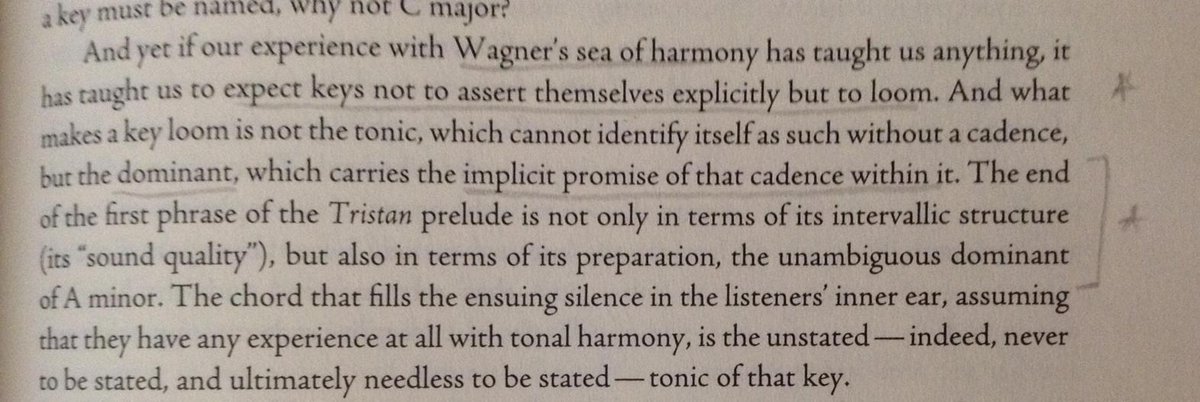 a key must be named, why not C major?
And yet if our experience with Wagner's sea of harmony has taught us anything, it
has taught us to expect keys not to assert themselves explicitly but to loom. And what
makes a key loom is not the tonic, which cannot identify itself as such without a cadence,
but the dominant, which carries the implicit promise of that cadence within it. The end
of the first phrase of the Tristan prelude is not only in terms of its intervallic structure
(its “sound quality”), but also in terms of its preparation, the unambiguous dominant
of A minor. The chord that fills the ensuing silence in the listeners’ inner ear, assuming
that they have any experience at all with tonal harmony, is the unstated—indeed, never
to be stated, and ultimately needless to be stated—tonic of that key.